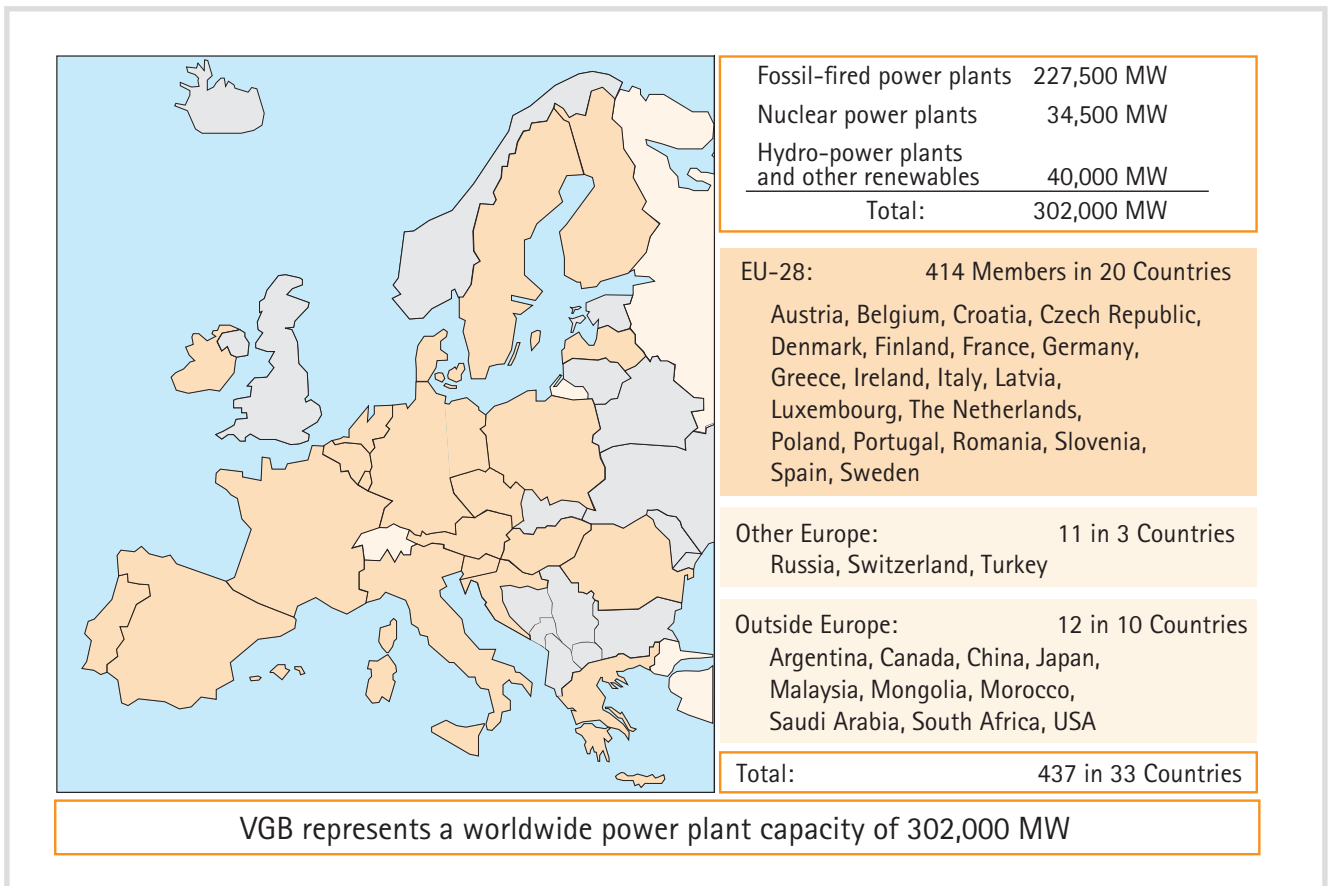 Fossil-fired power plants 227,500 MW
Nuclear power plants 34,500 MW
Hydro-power plants
and other renewables 40,000 MW
Total: 302,000 MW
EU-28: 414 Members in 20 Countries
Austria, Belgium, Croatia, Czech Republic,
Denmark, Finland, France, Germany,
Greece, Ireland, Italy, Latvia,
Luxembourg, The Netherlands,
Poland, Portugal, Romania, Slovenia,
Spain, Sweden
Other Europe: 11 in 3 Countries
Russia, Switzerland, Turkey
Outside Europe: 12 in 10 Countries
Argentina, Canada, China, Japan,
Malaysia, Mongolia, Morocco,
Saudi Arabia, South Africa, USA
Total: 437 in 33 Countries
VGB represents a worldwide power plant capacity of 302,000 MW